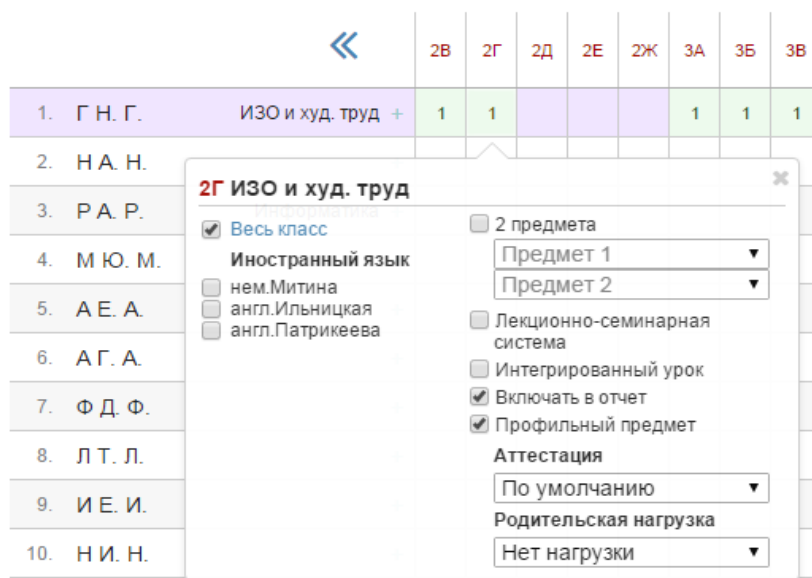 « 2В 2Г 2Д 2Е 2Ж 3А 3Б 3В
1. Г Н. Г. ИЗО и худ. труд + 1 1 1 1 1
2. Н А. Н.
3. Р А. Р. Информатика
4. М Ю. М.
5. А Е. А.
6. А Г. А.
7. Ф Д. Ф.
8. Л Т. Л.
9. И Е. И.
10. Н И. Н.
2Г ИЗО и худ. труд ×
Весь класс
Иностранный язык
нем.Митина
англ.Ильницкая
англ.Патрикеева
2 предмета
Предмет 1
Предмет 2
Лекционно-семинарная
система
Интегрированный урок
Включать в отчет
Профильный предмет
Аттестация
По умолчанию
Родительская нагрузка
Нет нагрузки